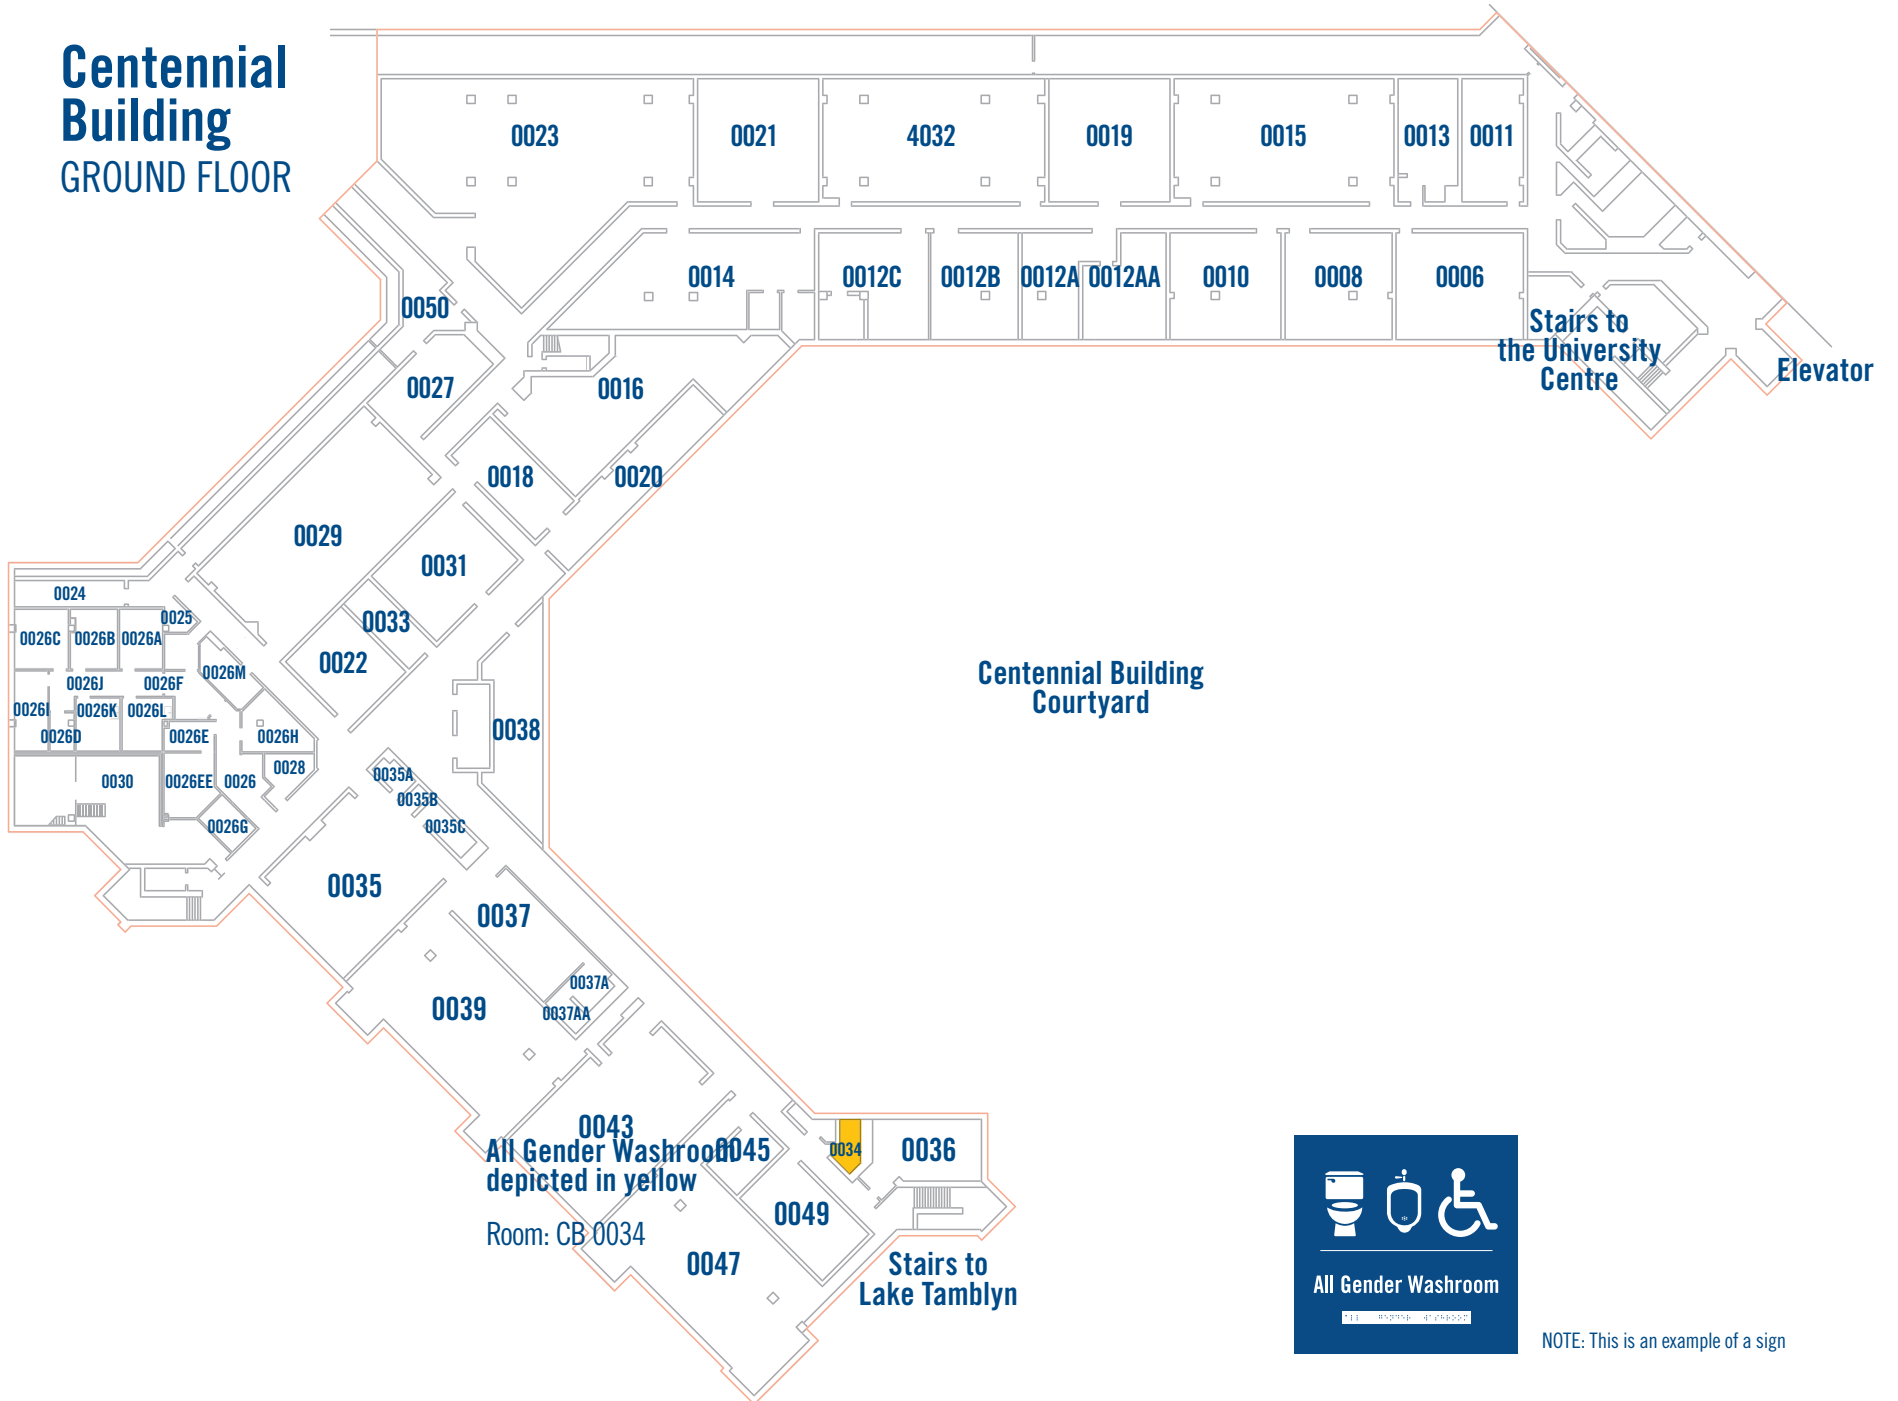 Centennial
Building
GROUND FLOOR
0023
0021
4032
0019
0015
0013
0011
0014
0012C
0012B
0012A
0012AA
0010
0008
0006
0050
Stairs to
the University
Centre
Elevator
0027
0016
0018
0020
0029
0031
0024
0025
0033
0026C
0026B
0026A
0022
0026M
0026J
0026F
Centennial Building
Courtyard
0026I
0026K
0026L
0026D
0026E
0026H
0038
0028
0035A
0030
0026EE
0026
0035B
0026G
0035C
0035
0037
0037A
0039
0037AA
0043
All Gender Washroom
depicted in yellow
0045
0034
0036
Room: CB 0034
0049
0047
Stairs to
Lake Tamblyn
All Gender Washroom
NOTE: This is an example of a sign